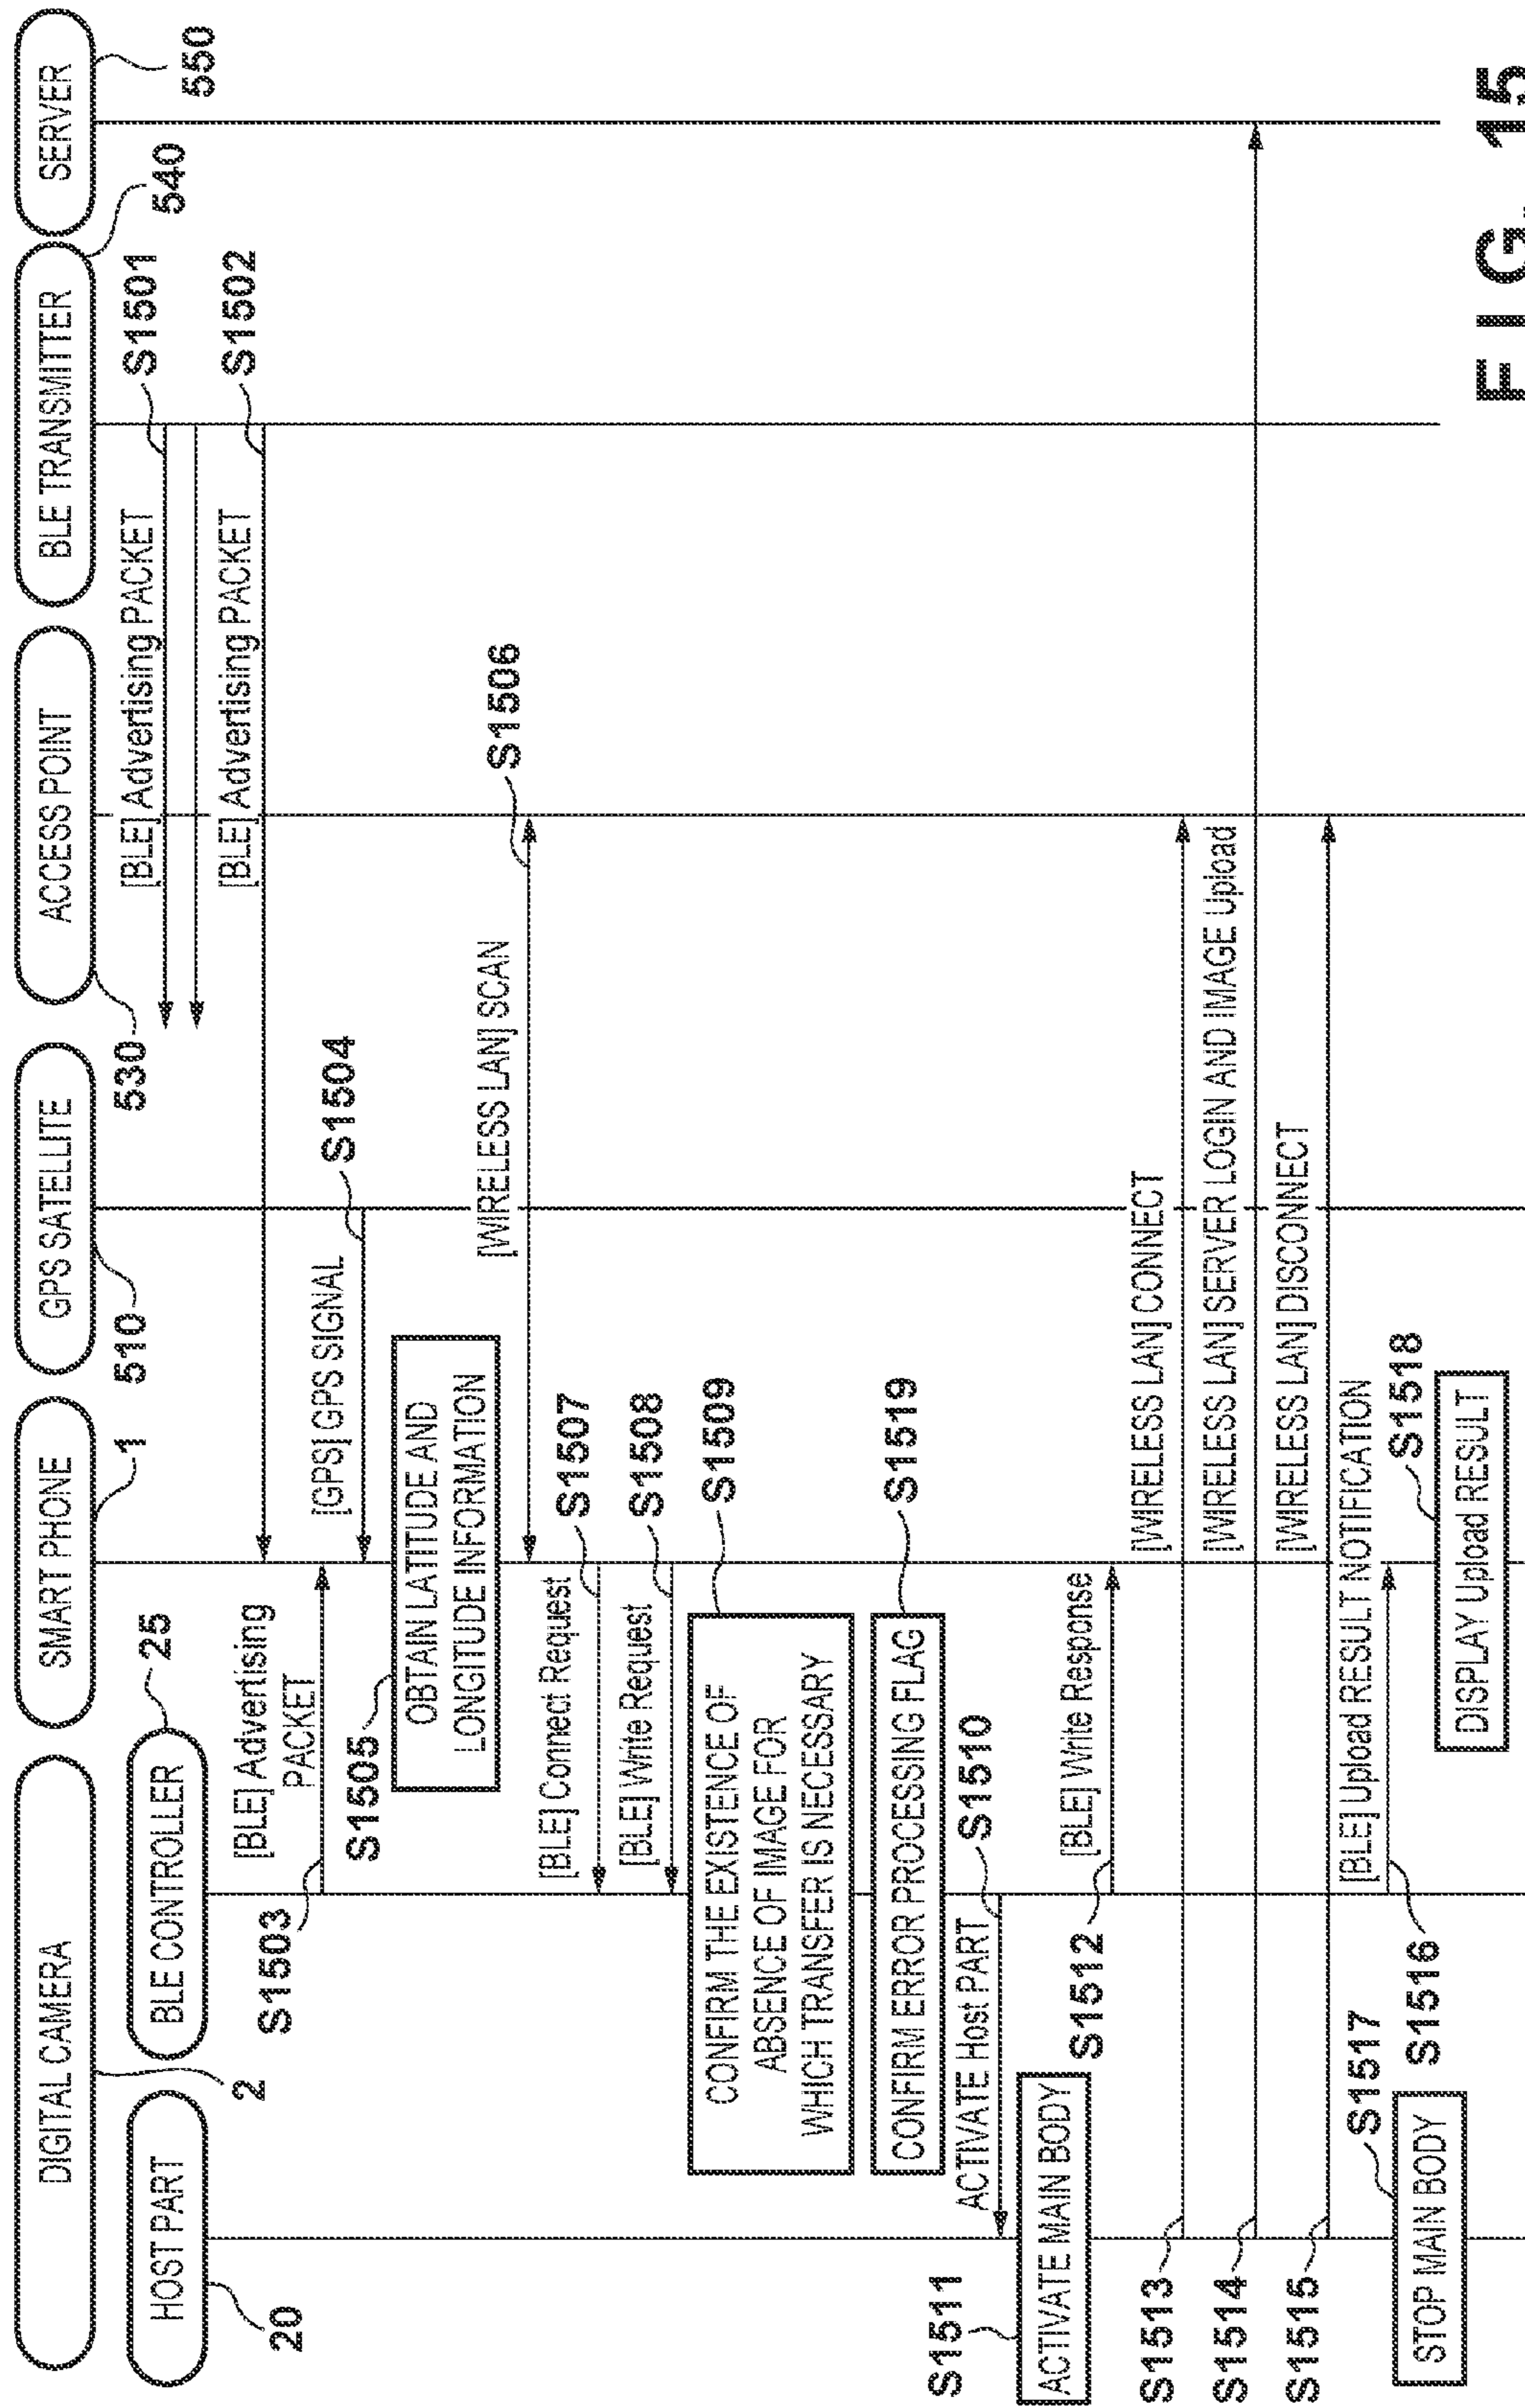 DIGITAL CAMERA
SMART PHONE
GPS SATELLITE
ACCESS POINT
BLE TRANSMITTER
SERVER
HOST PART
BLE CONTROLLER
20
2
25
1
510
530
540
550
[BLE] Advertising PACKET
S1501
[BLE] Advertising PACKET
S1502
[BLE] Advertising
PACKET
S1503
[GPS] GPS SIGNAL
S1504
S1505
OBTAIN LATITUDE AND
LONGITUDE INFORMATION
[WIRELESS LAN] SCAN
S1506
[BLE] Connect Request
S1507
[BLE] Write Request
S1508
CONFIRM THE EXISTENCE OF
ABSENCE OF IMAGE FOR
WHICH TRANSFER IS NECESSARY
S1509
CONFIRM ERROR PROCESSING FLAG
S1519
ACTIVATE Host PART
S1510
S1511
ACTIVATE MAIN BODY
S1512
[BLE] Write Response
S1513
[WIRELESS LAN] CONNECT
S1514
[WIRELESS LAN] SERVER LOGIN AND IMAGE Upload
S1515
[WIRELESS LAN] DISCONNECT
[BLE] Upload RESULT NOTIFICATION
S1516
S1517
STOP MAIN BODY
S1518
DISPLAY Upload RESULT
FIG. 15